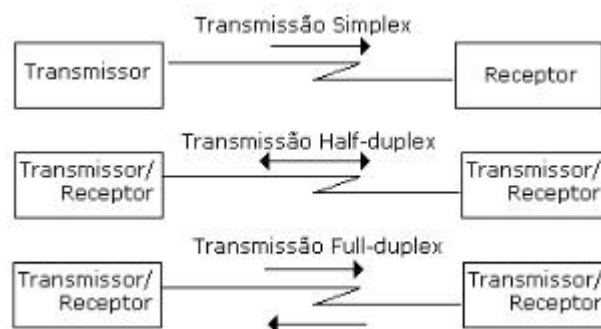 Transmissão Simplex
Transmissor
Receptor
Transmissão Half-duplex
Transmissor/
Receptor
Transmissor/
Receptor
Transmissão Full-duplex
Transmissor/
Receptor
Transmissor/
Receptor